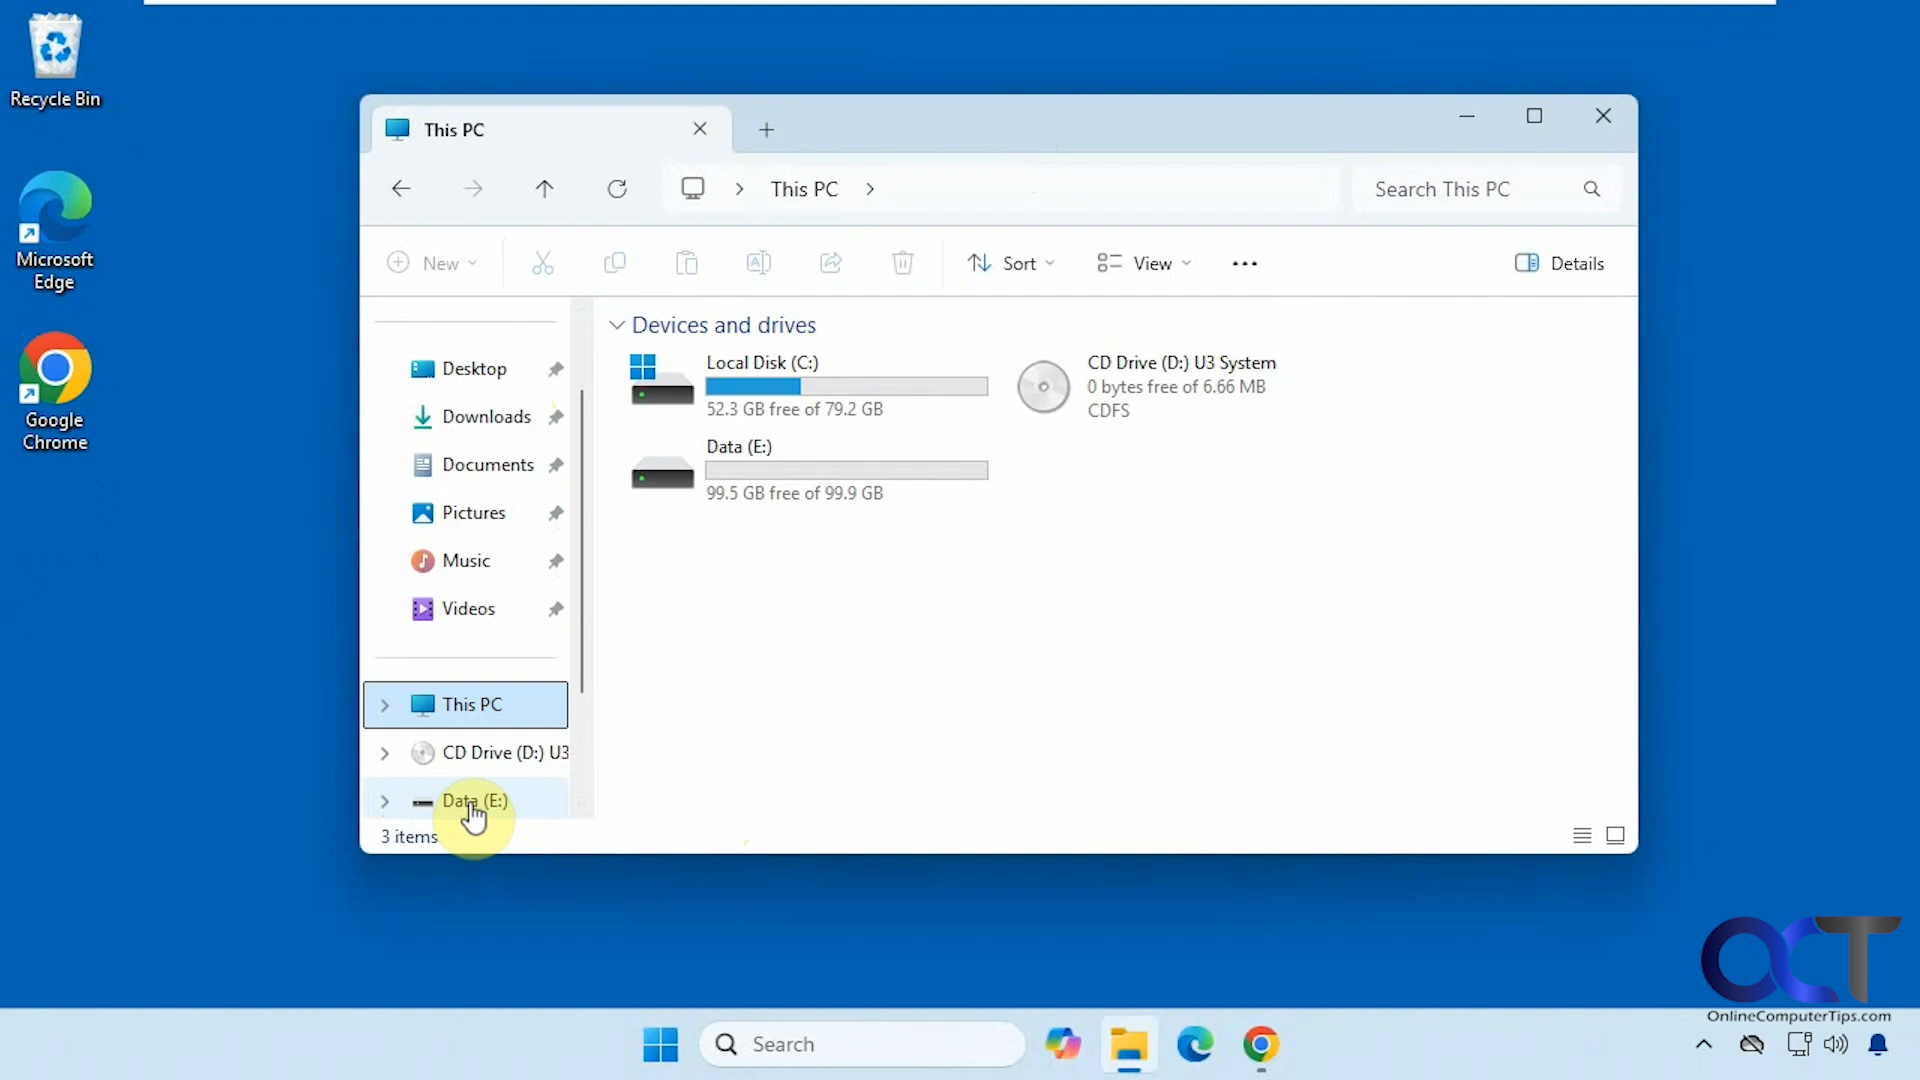 Recycle Bin
Microsoft
Edge
Google
Chrome
This PC
This PC
Search This PC
New
Sort
View
Details
Desktop
Downloads
Documents
Pictures
Music
Videos
This PC
CD Drive (D:) U3
Data (E:)
3 items
Devices and drives
Local Disk (C:)
52.3 GB free of 79.2 GB
CD Drive (D:) U3 System
0 bytes free of 6.66 MB
CDFS
Data (E:)
99.5 GB free of 99.9 GB
OCT
OnlineComputerTips.com
Search